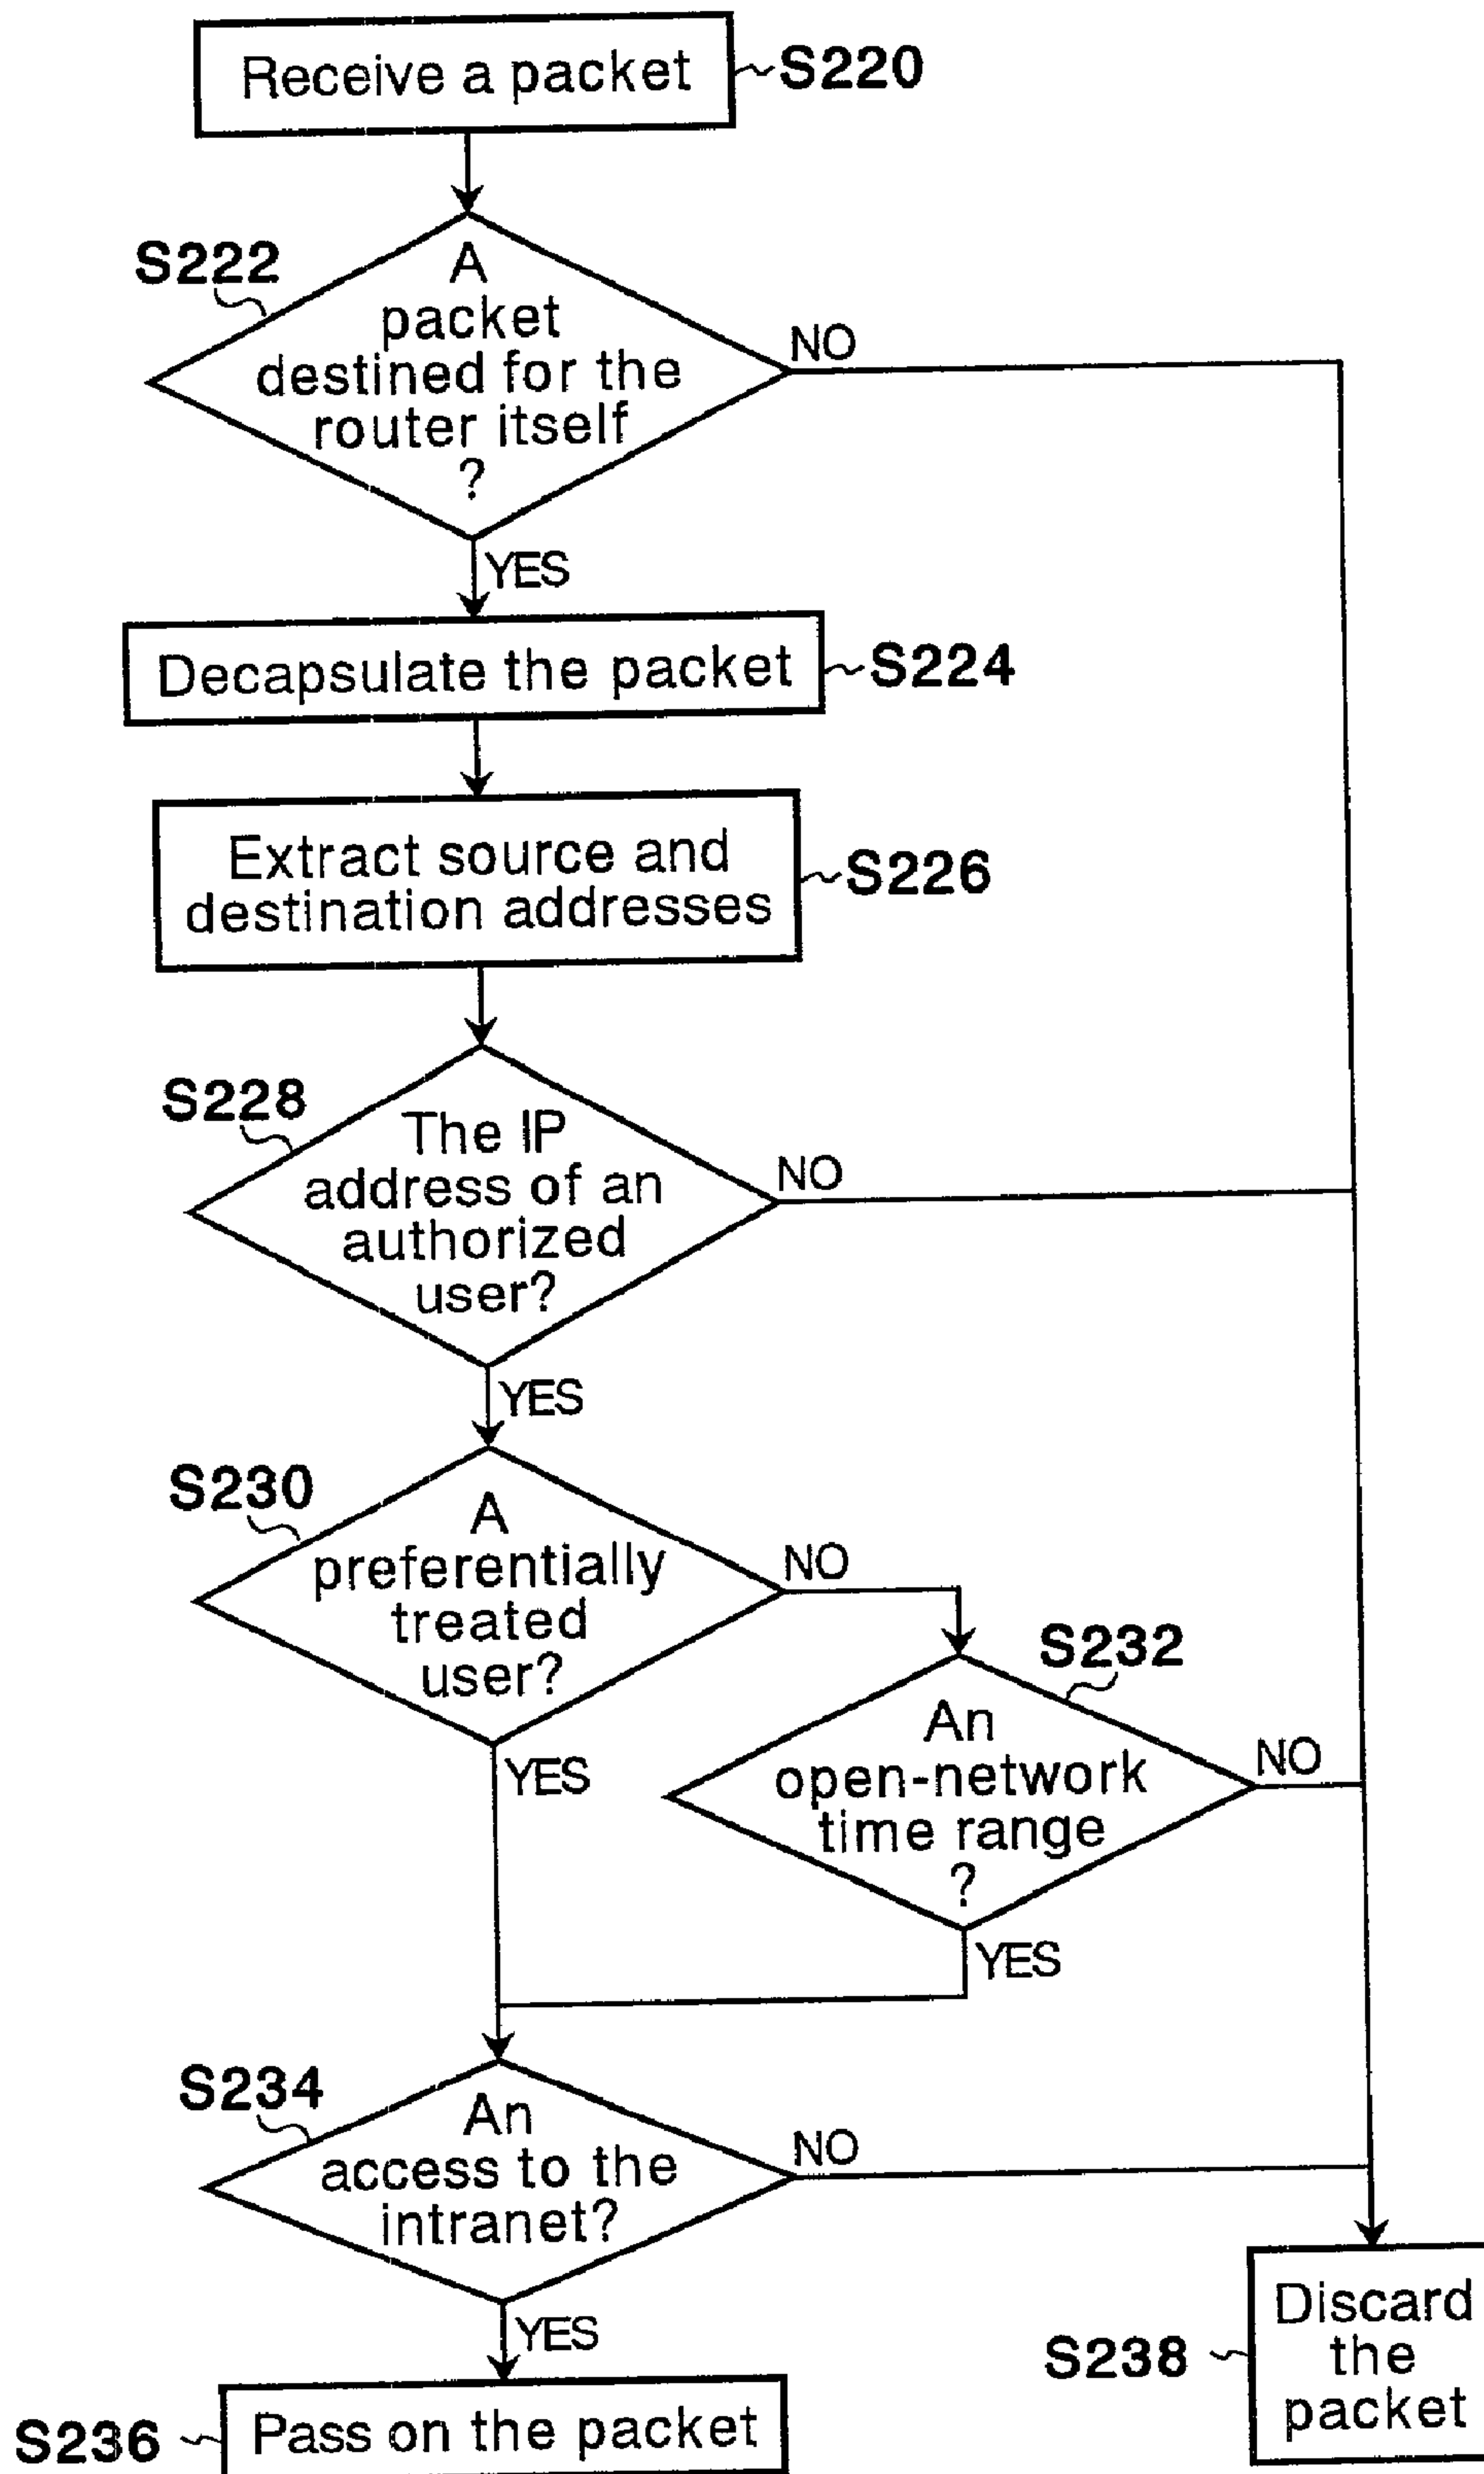 Receive a packet
S220
S222
A
packet
destined for the
router itself
?
NO
YES
Decapsulate the packet
S224
Extract source and
destination addresses
S226
S228
The IP
address of an
authorized
user?
NO
YES
S230
A
preferentially
treated
user?
NO
YES
S232
An
open-network
time range
?
NO
YES
S234
An
access to the
intranet?
NO
YES
S236
Pass on the packet
S238
Discard
the
packet